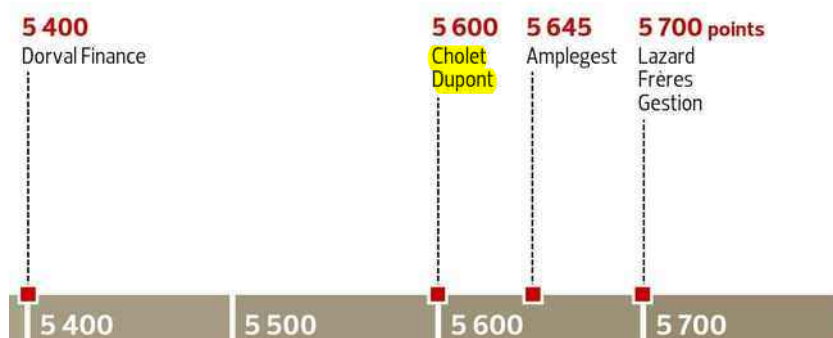 5 400
Dorval Finance
5 600
Cholet
Dupont
5 645
Amplegest
5 700 points
Lazard
Frères
Gestion
5 400
5 500
5 600
5 700